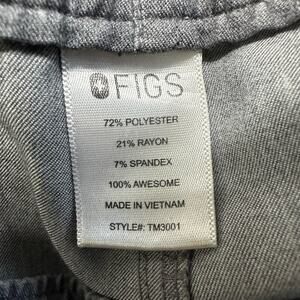 FIGS
72% POLYESTER
21% RAYON
7% SPANDEX
100% AWESOME
MADE IN VIETNAM
STYLE#: TM3001